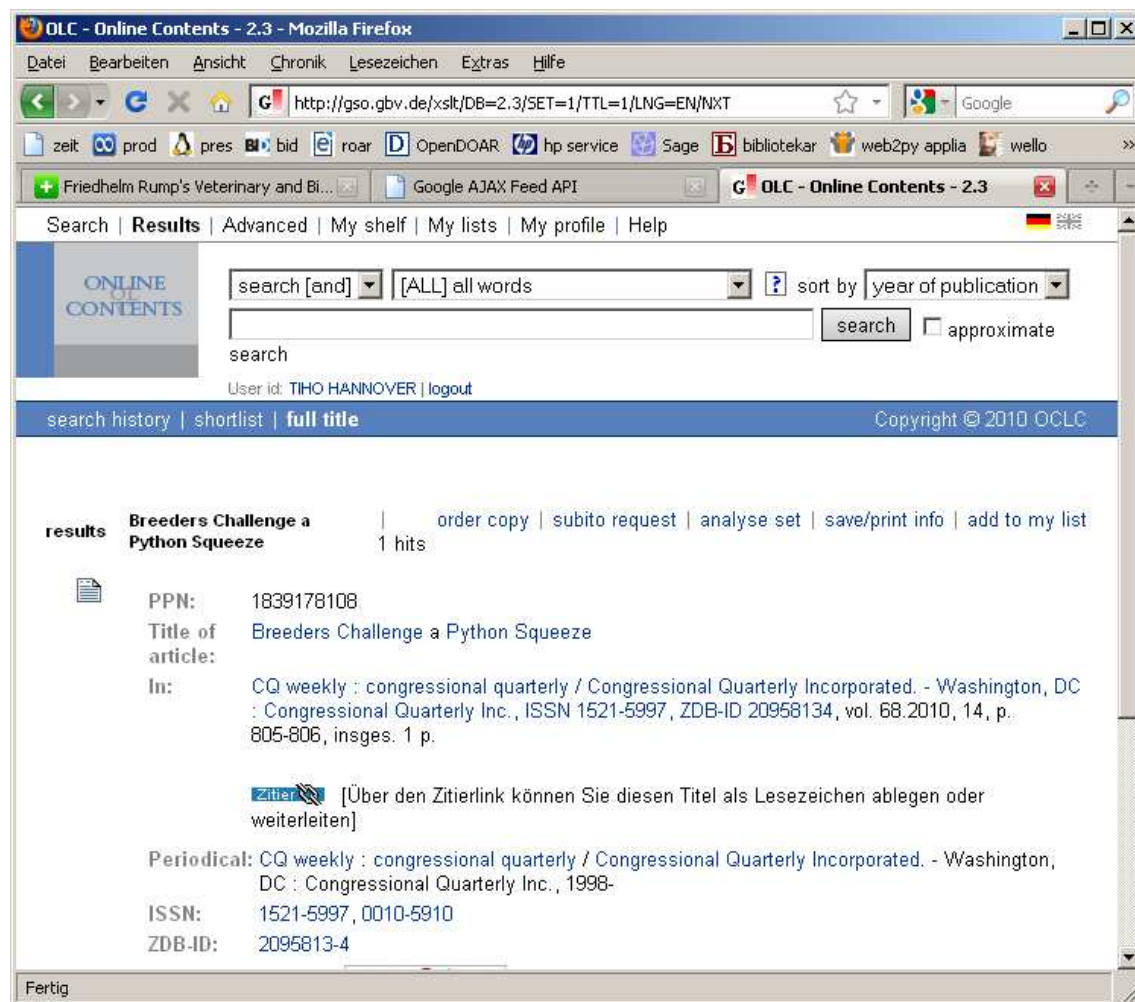 OLC - Online Contents - 2.3 - Mozilla Firefox
Datei Bearbeiten Ansicht Chronik Lesezeichen Extras Hilfe
http://gso.gbv.de/xslt/DB=2.3/SET=1/TTL=1/LNG=EN/NXT Google
zeit prod pres bid roar OpenDOAR hp service Sage bibliotekar web2py applia wello »
Friedhelm Rump's Veterinary and Bi... Google AJAX Feed API OLC - Online Contents - 2.3
Search | Results | Advanced | My shelf | My lists | My profile | Help
ONLINE
OF
CONTENTS
search [and] [ALL] all words ? sort by year of publication
search approximate
search
User id: TIHO HANNOVER | logout
search history | shortlist | full title Copyright © 2010 OCLC
results Breeders Challenge a Python Squeeze | order copy | subito request | analyse set | save/print info | add to my list
1 hits
PPN: 1839178108
Title of article: Breeders Challenge a Python Squeeze
In: CQ weekly : congressional quarterly / Congressional Quarterly Incorporated. - Washington, DC
: Congressional Quarterly Inc., ISSN 1521-5997, ZDB-ID 20958134, vol. 68.2010, 14, p.
805-806, insges. 1 p.
Zitier [Über den Zitierlink können Sie diesen Titel als Lesezeichen ablegen oder
weiterleiten]
Periodical: CQ weekly : congressional quarterly / Congressional Quarterly Incorporated. - Washington,
DC : Congressional Quarterly Inc., 1998-
ISSN: 1521-5997, 0010-5910
ZDB-ID: 2095813-4
Fertig